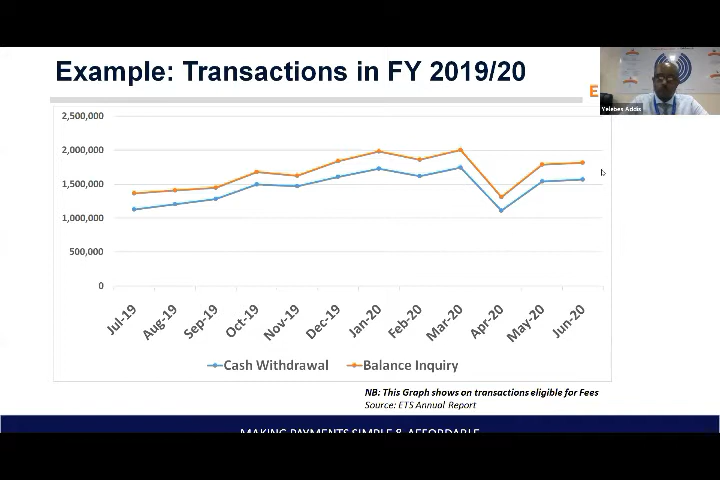 Example: Transactions in FY 2019/20
E
Yelebes Addis
2,500,000
2,000,000
1,500,000
1,000,000
500,000
0
Jul-19 Aug-19 Sep-19 Oct-19 Nov-19 Dec-19 Jan-20 Feb-20 Mar-20 Apr-20 May-20 Jun-20
Cash Withdrawal Balance Inquiry
NB: This Graph shows on transactions eligible for Fees
Source: ETS Annual Report
MAKING PAYMENTS SIMPLE & AFFORDABLE